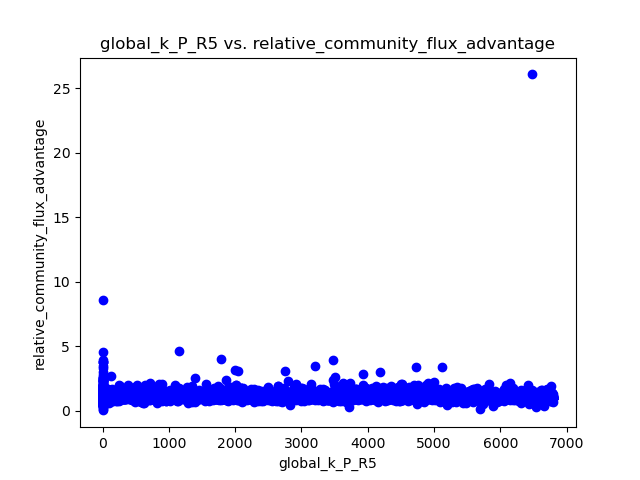 global_k_P_R5 vs. relative_community_flux_advantage
relative_community_flux_advantage
25
20
15
10
5
0
0 1000 2000 3000 4000 5000 6000 7000
global_k_P_R5